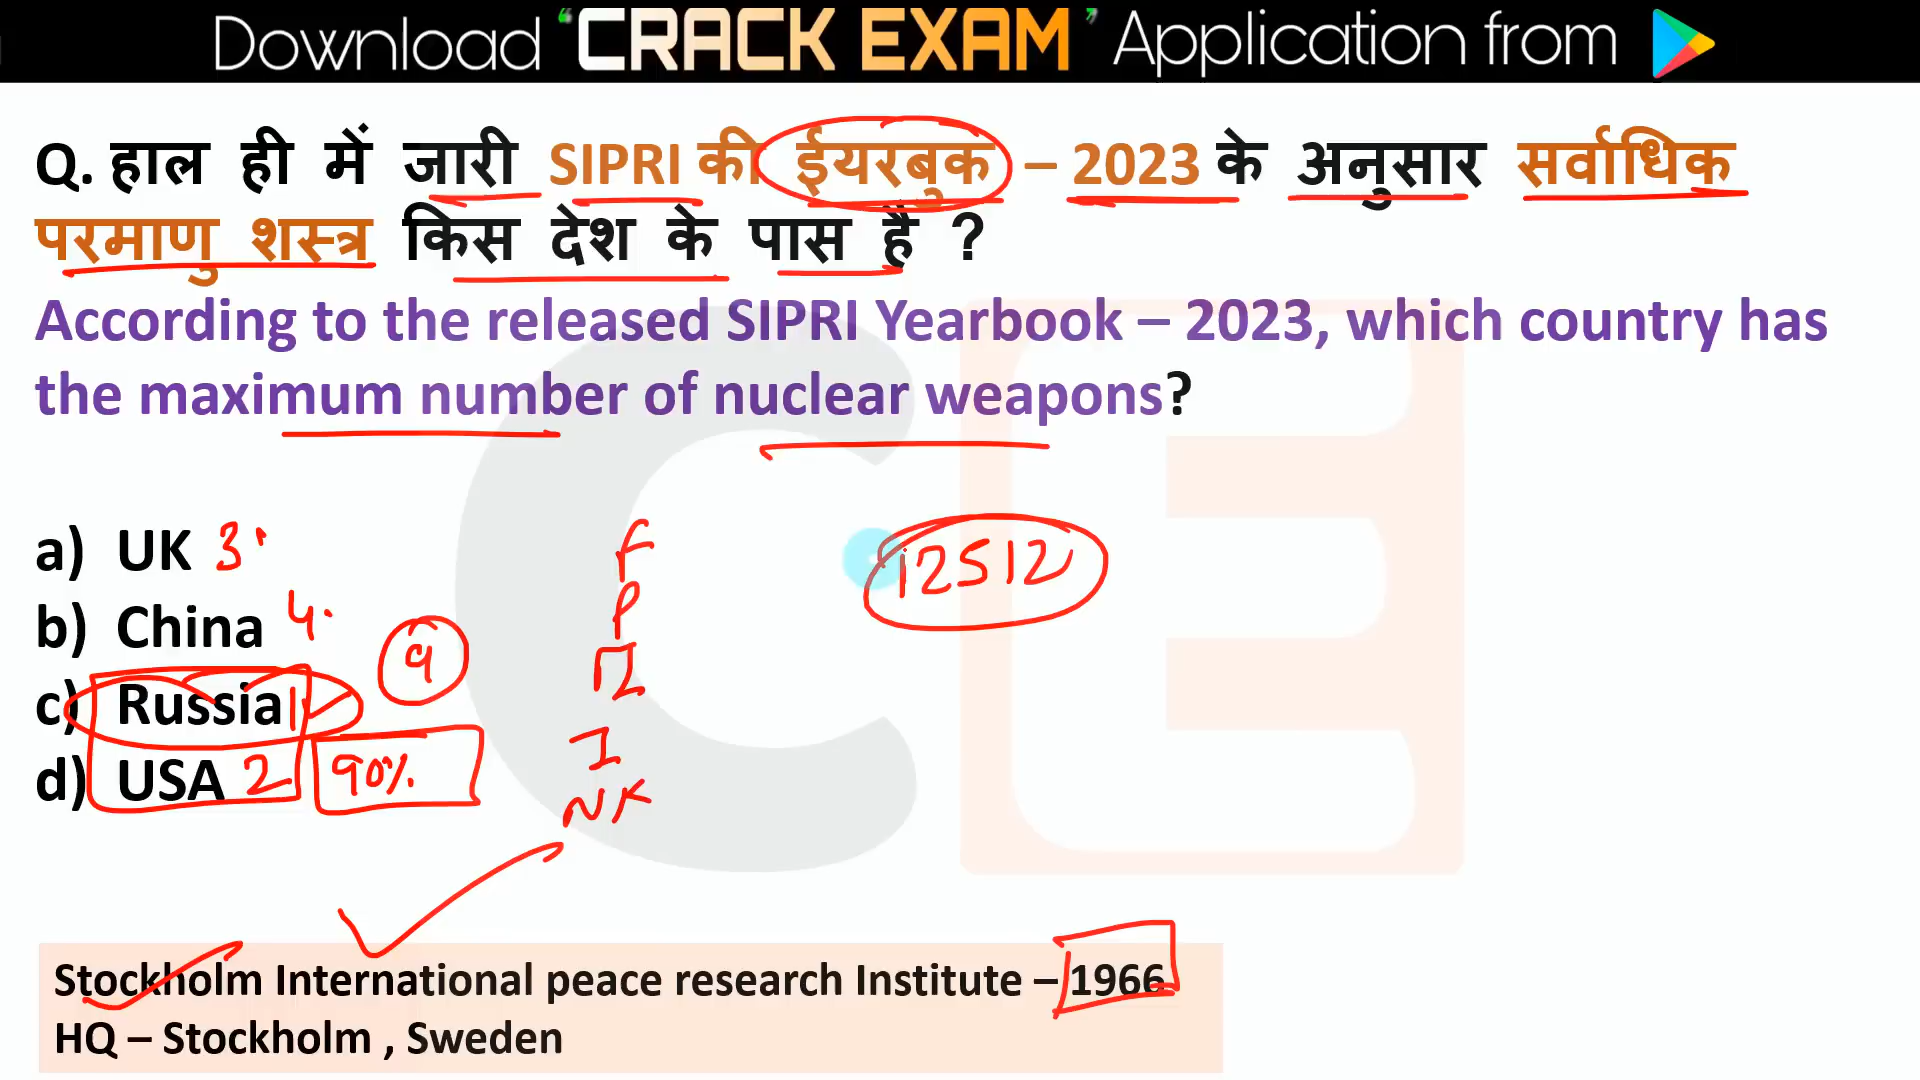 Download ‘CRACK EXAM’ Application from
Q. हाल ही में जारी SIPRI की ईयरबुक – 2023 के अनुसार सर्वाधिक
परमाणु शस्त्र किस देश के पास है ?
According to the released SIPRI Yearbook – 2023, which country has
the maximum number of nuclear weapons?
a) UK 3
b) China 4
c) Russia 1
d) USA 2
9
90%
F
P
I
NK
12512
CE
Stockholm International peace research Institute – 1966
HQ – Stockholm , Sweden